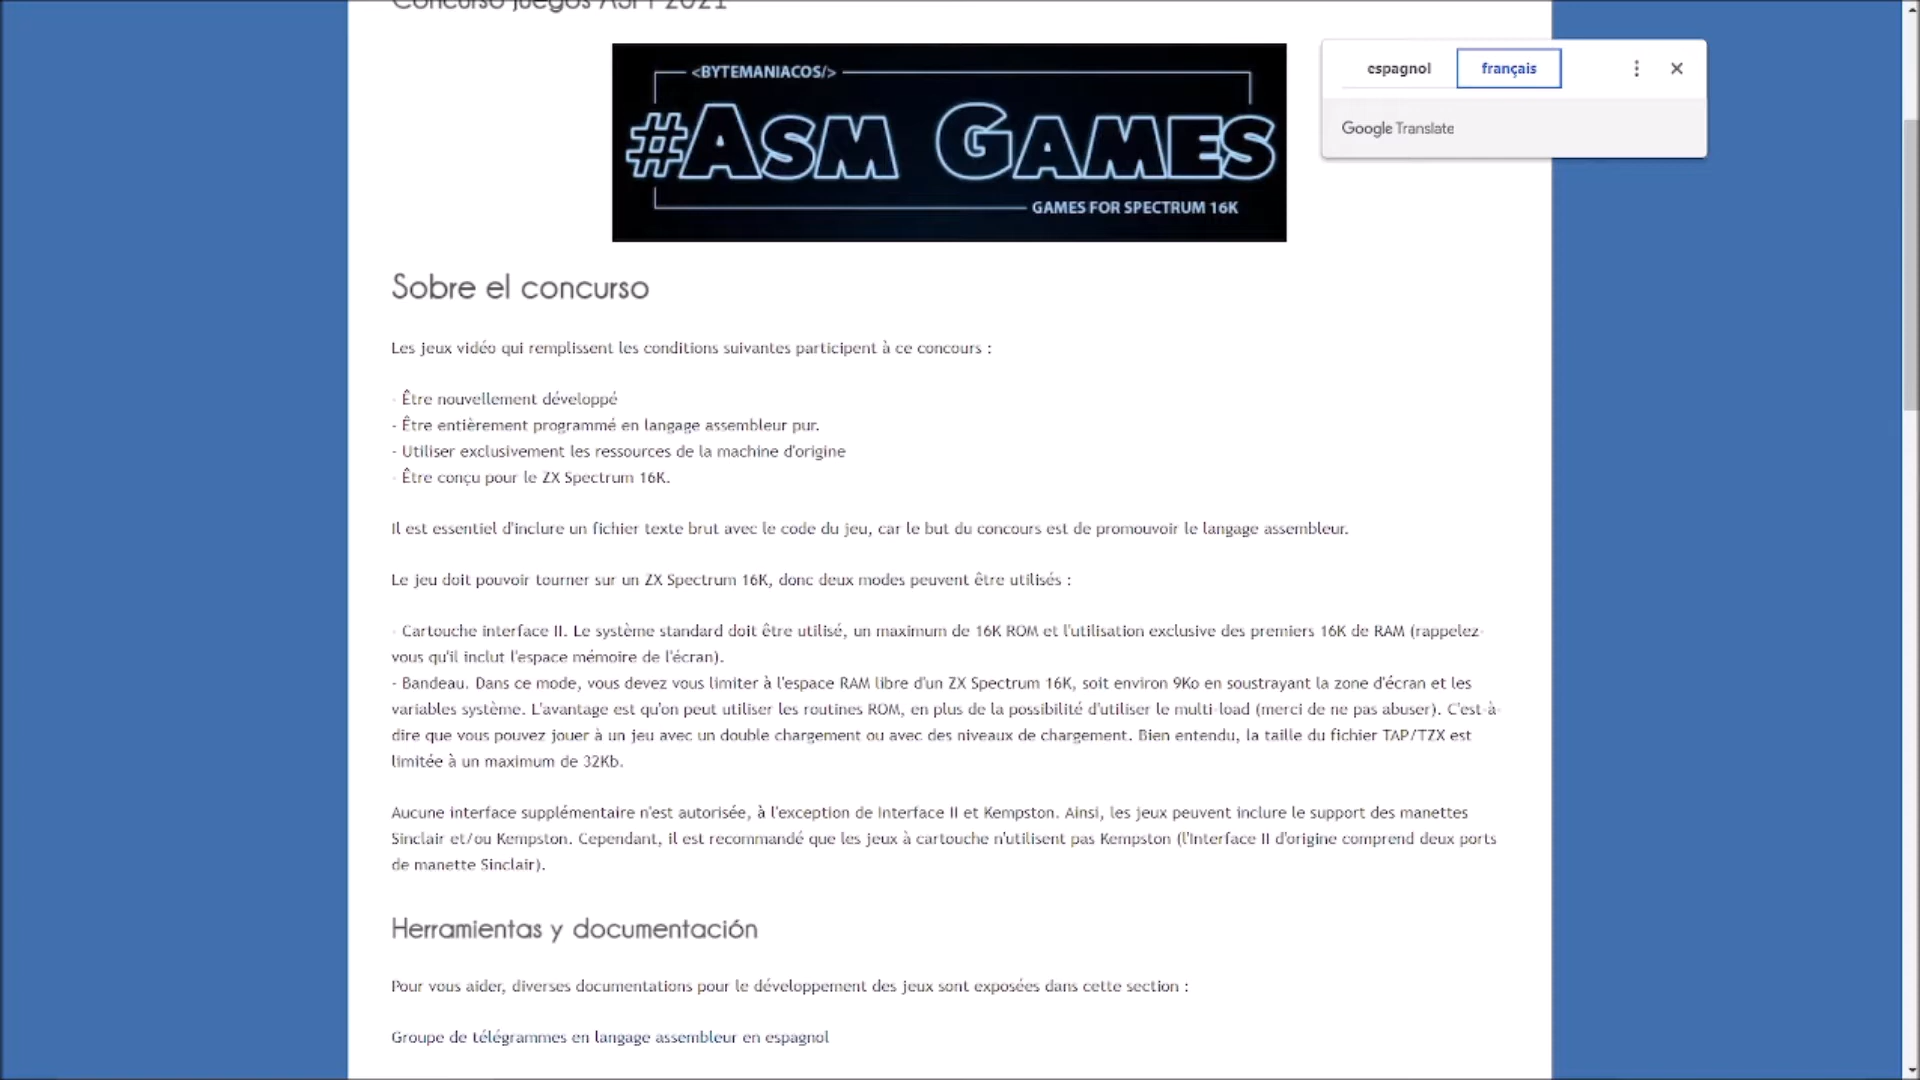 Concurso juegos ASM 2021
<BYTEMANIACOS/>
#ASM GAMES
GAMES FOR SPECTRUM 16K
espagnol
français
Google Translate
Sobre el concurso
Les jeux vidéo qui remplissent les conditions suivantes participent à ce concours :
- Être nouvellement développé
- Être entièrement programmé en langage assembleur pur.
- Utiliser exclusivement les ressources de la machine d'origine
- Être conçu pour le ZX Spectrum 16K.
Il est essentiel d'inclure un fichier texte brut avec le code du jeu, car le but du concours est de promouvoir le langage assembleur.
Le jeu doit pouvoir tourner sur un ZX Spectrum 16K, donc deux modes peuvent être utilisés :
- Cartouche interface II. Le système standard doit être utilisé, un maximum de 16K ROM et l'utilisation exclusive des premiers 16K de RAM (rappelez-
vous qu'il inclut l'espace mémoire de l'écran).
- Bandeau. Dans ce mode, vous devez vous limiter à l'espace RAM libre d'un ZX Spectrum 16K, soit environ 9Ko en soustrayant la zone d'écran et les
variables système. L'avantage est qu'on peut utiliser les routines ROM, en plus de la possibilité d'utiliser le multi-load (merci de ne pas abuser). C'est-à-
dire que vous pouvez jouer à un jeu avec un double chargement ou avec des niveaux de chargement. Bien entendu, la taille du fichier TAP/TZX est
limitée à un maximum de 32Kb.
Aucune interface supplémentaire n'est autorisée, à l'exception de Interface II et Kempston. Ainsi, les jeux peuvent inclure le support des manettes
Sinclair et/ou Kempston. Cependant, il est recommandé que les jeux à cartouche n'utilisent pas Kempston (l'Interface II d'origine comprend deux ports
de manette Sinclair).
Herramientas y documentación
Pour vous aider, diverses documentations pour le développement des jeux sont exposées dans cette section :
Groupe de télégrammes en langage assembleur en espagnol